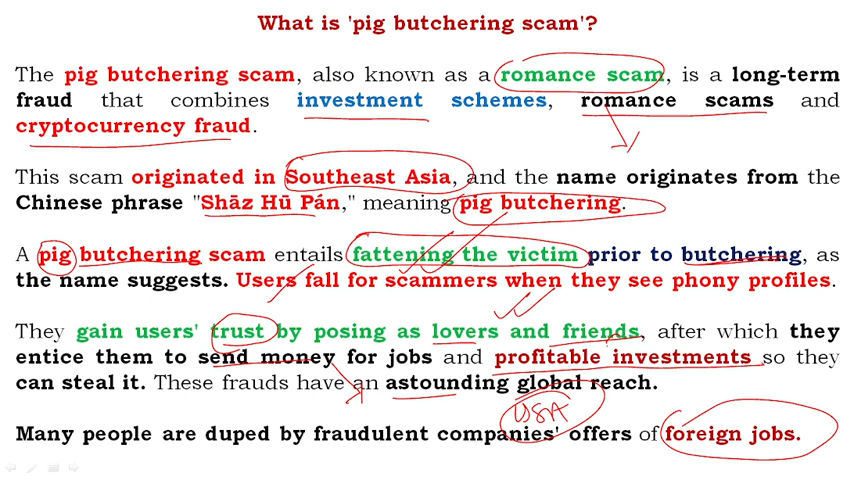 What is 'pig butchering scam'?
The pig butchering scam, also known as a romance scam, is a long-term
fraud that combines investment schemes, romance scams and
cryptocurrency fraud.
This scam originated in Southeast Asia, and the name originates from the
Chinese phrase "Shāz Hū Pán," meaning pig butchering.
A pig butchering scam entails fattening the victim prior to butchering, as
the name suggests. Users fall for scammers when they see phony profiles.
They gain users' trust by posing as lovers and friends, after which they
entice them to send money for jobs and profitable investments so they
can steal it. These frauds have an astounding global reach.
USA
Many people are duped by fraudulent companies' offers of foreign jobs.